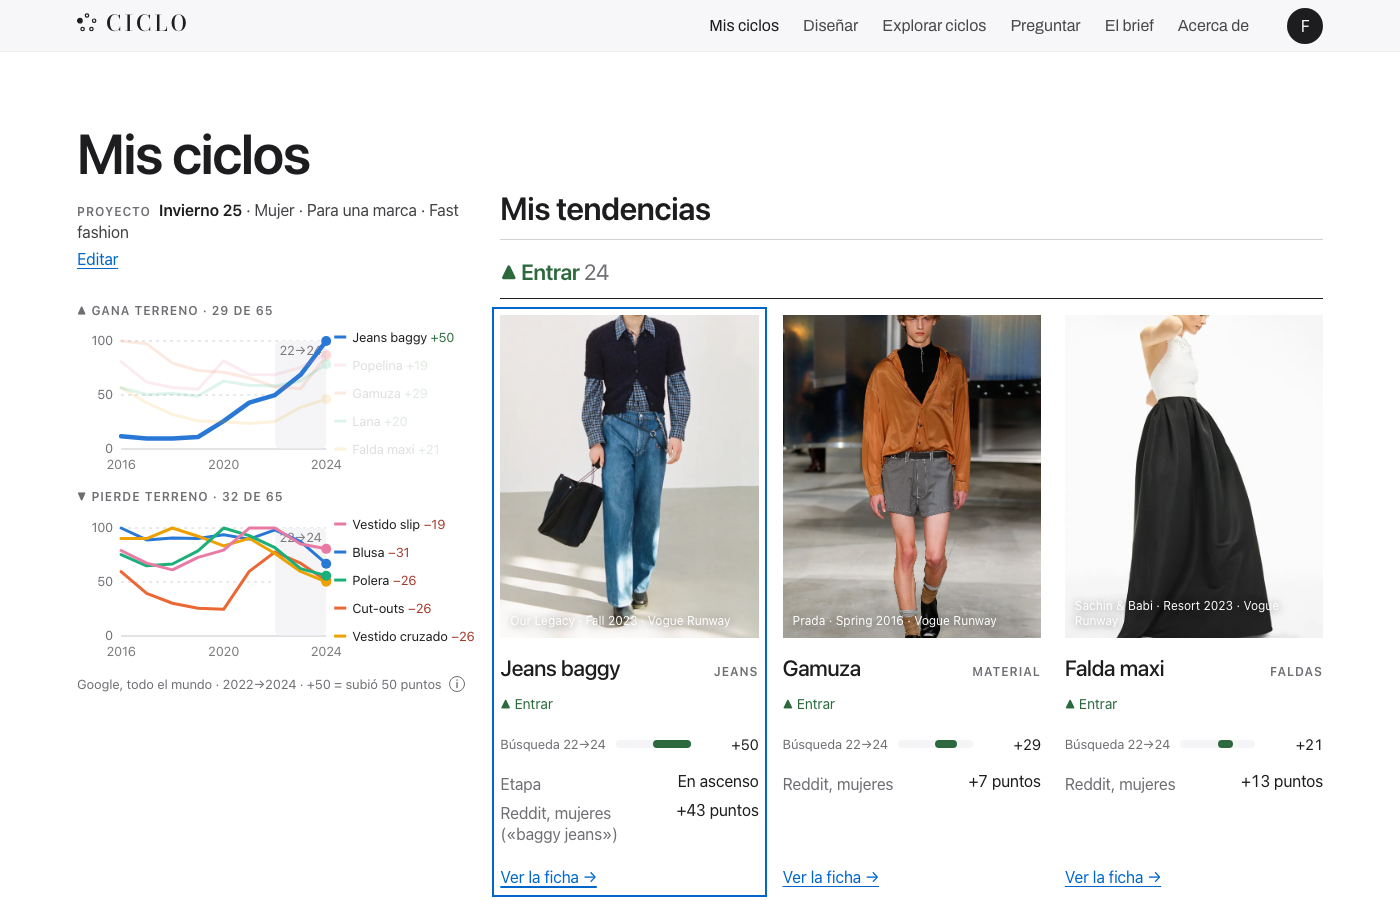 CICLO
Mis ciclos
Diseñar
Explorar ciclos
Preguntar
El brief
Acerca de
F
Mis ciclos
PROYECTO Invierno 25 · Mujer · Para una marca · Fast
fashion
Editar
▲ GANA TERRENO · 29 DE 65
100
50
0
2016
2020
2024
22→24
Jeans baggy +50
Popelina +19
Gamuza +29
Lana +20
Falda maxi +21
▼ PIERDE TERRENO · 32 DE 65
100
50
0
2016
2020
2024
22→24
Vestido slip −19
Blusa −31
Polera −26
Cut-outs −26
Vestido cruzado −26
Google, todo el mundo · 2022→2024 · +50 = subió 50 puntos
Mis tendencias
▲ Entrar 24
Our Legacy · Fall 2023 · Vogue Runway
Jeans baggy
JEANS
▲ Entrar
Búsqueda 22→24
+50
Etapa
En ascenso
Reddit, mujeres
(«baggy jeans»)
+43 puntos
Ver la ficha →
Prada · Spring 2016 · Vogue Runway
Gamuza
MATERIAL
▲ Entrar
Búsqueda 22→24
+29
Reddit, mujeres
+7 puntos
Ver la ficha →
Sachin & Babi · Resort 2023 · Vogue
Runway
Falda maxi
FALDAS
▲ Entrar
Búsqueda 22→24
+21
Reddit, mujeres
+13 puntos
Ver la ficha →